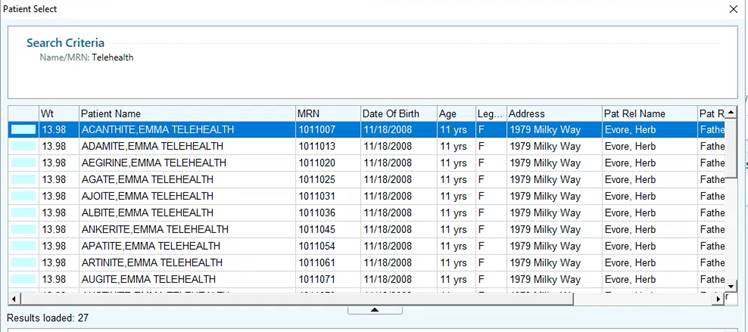 Patient Select
Search Criteria
Name/MRN: Telehealth
Wt Patient Name MRN Date Of Birth Age Leg... Address Pat Rel Name Pat R
13.98 ACANTHITE,EMMA TELEHEALTH 1011007 11/18/2008 11 yrs F 1979 Milky Way Evore, Herb Fathe
13.98 ADAMITE,EMMA TELEHEALTH 1011013 11/18/2008 11 yrs F 1979 Milky Way Evore, Herb Fathe
13.98 AEGIRINE,EMMA TELEHEALTH 1011020 11/18/2008 11 yrs F 1979 Milky Way Evore, Herb Fathe
13.98 AGATE,EMMA TELEHEALTH 1011025 11/18/2008 11 yrs F 1979 Milky Way Evore, Herb Fathe
13.98 AJOITE,EMMA TELEHEALTH 1011031 11/18/2008 11 yrs F 1979 Milky Way Evore, Herb Fathe
13.98 ALBITE,EMMA TELEHEALTH 1011036 11/18/2008 11 yrs F 1979 Milky Way Evore, Herb Fathe
13.98 ANKERITE,EMMA TELEHEALTH 1011045 11/18/2008 11 yrs F 1979 Milky Way Evore, Herb Fathe
13.98 APATITE,EMMA TELEHEALTH 1011054 11/18/2008 11 yrs F 1979 Milky Way Evore, Herb Fathe
13.98 ARTINITE,EMMA TELEHEALTH 1011061 11/18/2008 11 yrs F 1979 Milky Way Evore, Herb Fathe
13.98 AUGITE,EMMA TELEHEALTH 1011071 11/18/2008 11 yrs F 1979 Milky Way Evore, Herb Fathe
Results loaded: 27